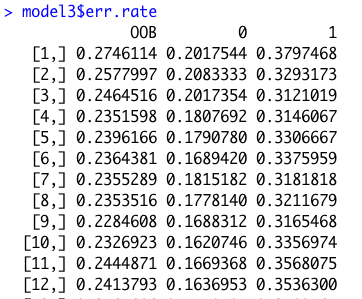 > model3$err.rate
OOB 0 1
[1,] 0.2746114 0.2017544 0.3797468
[2,] 0.2577997 0.2083333 0.3293173
[3,] 0.2464516 0.2017354 0.3121019
[4,] 0.2351598 0.1807692 0.3146067
[5,] 0.2396166 0.1790780 0.3306667
[6,] 0.2364381 0.1689420 0.3375959
[7,] 0.2355289 0.1815182 0.3181818
[8,] 0.2353516 0.1778140 0.3211679
[9,] 0.2284608 0.1688312 0.3165468
[10,] 0.2326923 0.1620746 0.3356974
[11,] 0.2444871 0.1669368 0.3568075
[12,] 0.2413793 0.1636953 0.3536300